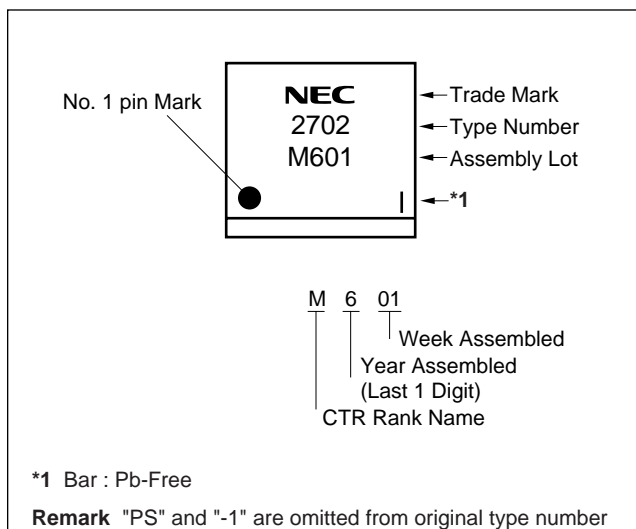 No. 1 pin Mark
NEC
2702
M601
Trade Mark
Type Number
Assembly Lot
*1
M 6 01
Week Assembled
Year Assembled
(Last 1 Digit)
CTR Rank Name
*1 Bar : Pb-Free
Remark "PS" and "-1" are omitted from original type number